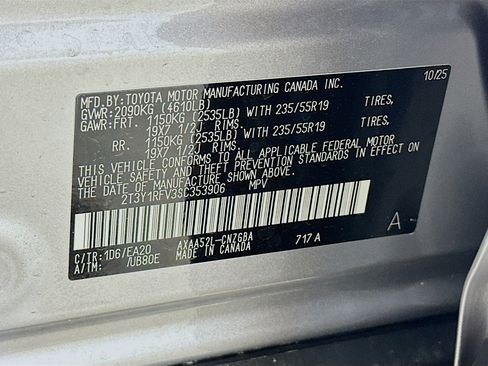 MFD. BY: TOYOTA MOTOR MANUFACTURING CANADA INC. 10/25
GVWR: 2090KG (4610LB)
GAWR: FRT. 1150KG (2535LB) WITH 235/55R19 TIRES,
19X7 1/2J RIMS.
RR. 1150KG (2535LB) WITH 235/55R19 TIRES,
19X7 1/2J RIMS.
THIS VEHICLE CONFORMS TO ALL APPLICABLE FEDERAL MOTOR
VEHICLE SAFETY AND THEFT PREVENTION STANDARDS IN EFFECT
ON THE DATE OF MANUFACTURE SHOWN ABOVE.
2T3Y1RFV3SC353906 MPV
A
C/TR: 1D6/EA20 AXAA52L-CNZGBA 717A
A/TM: /UB80E MADE IN CANADA